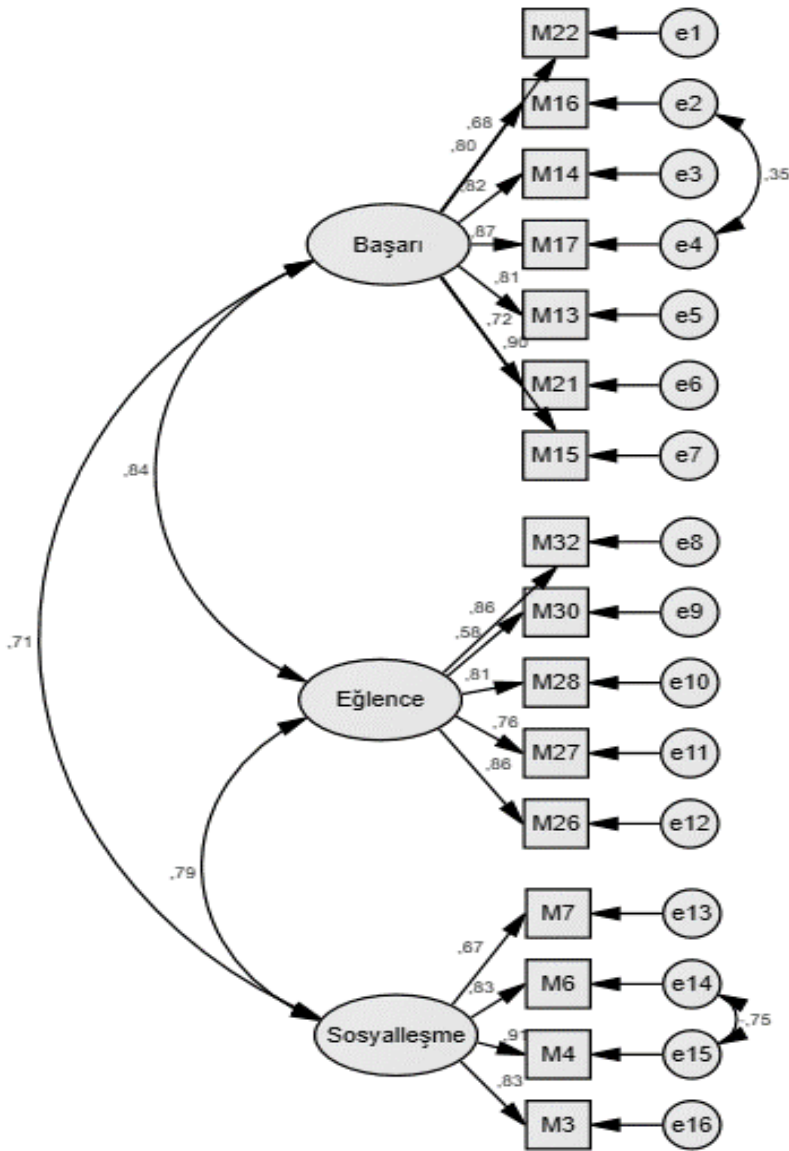 M22 e1
M16 e2
,68
,80
M14 e3
,35
,82
Başarı
,87
M17 e4
,81
M13 e5
,72
,90
M21 e6
M15 e7
,84
M32 e8
,86
M30 e9
,58
,71
,81
M28 e10
Eğlence
,76
M27 e11
,86
M26 e12
,79
M7 e13
,67
,83
M6 e14
-,75
Sosyalleşme
,91
M4 e15
,83
M3 e16